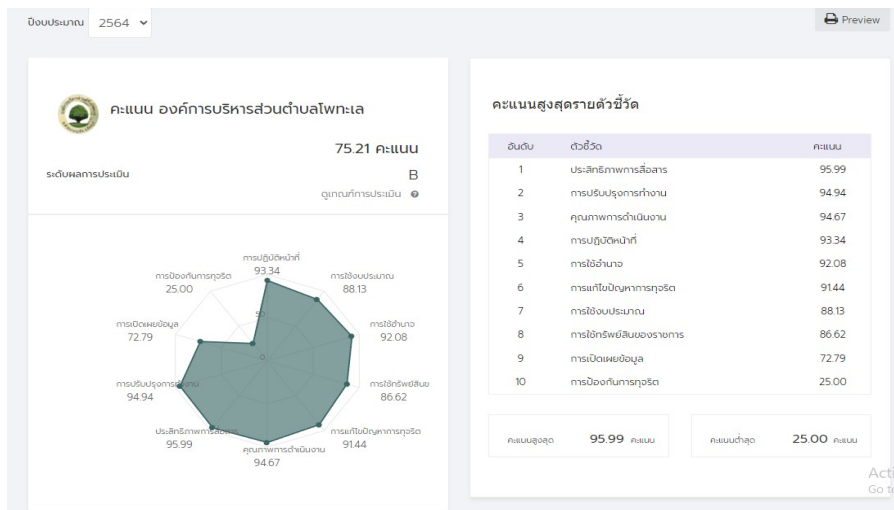 ปีงบประมาณ 2564
Preview
คะแนน องค์การบริหารส่วนตำบลโพทะเล
75.21 คะแนน
ระดับผลการประเมิน B
ดูเกณฑ์การประเมิน
การปฏิบัติหน้าที่
93.34
การใช้งบประมาณ
88.13
การใช้อำนาจ
92.08
การใช้ทรัพย์สินข
86.62
การแก้ไขปัญหาการทุจริต
91.44
คุณภาพการดำเนินงาน
94.67
ประสิทธิภาพการสื่อสาร
95.99
การปรับปรุงการทำงาน
94.94
การเปิดเผยข้อมูล
72.79
การป้องกันการทุจริต
25.00
50
0
คะแนนสูงสุดรายตัวชี้วัด
อันดับ ตัวชี้วัด คะแนน
1 ประสิทธิภาพการสื่อสาร 95.99
2 การปรับปรุงการทำงาน 94.94
3 คุณภาพการดำเนินงาน 94.67
4 การปฏิบัติหน้าที่ 93.34
5 การใช้อำนาจ 92.08
6 การแก้ไขปัญหาการทุจริต 91.44
7 การใช้งบประมาณ 88.13
8 การใช้ทรัพย์สินของราชการ 86.62
9 การเปิดเผยข้อมูล 72.79
10 การป้องกันการทุจริต 25.00
คะแนนสูงสุด 95.99 คะแนน
คะแนนต่ำสุด 25.00 คะแนน
Acti
Go to